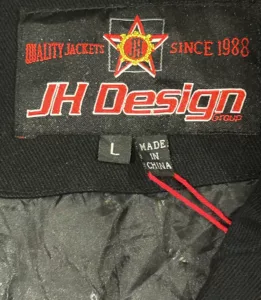 QUALITY JACKETS JH SINCE 1988
JH Design
GROUP
L
MADE
IN
CHINA